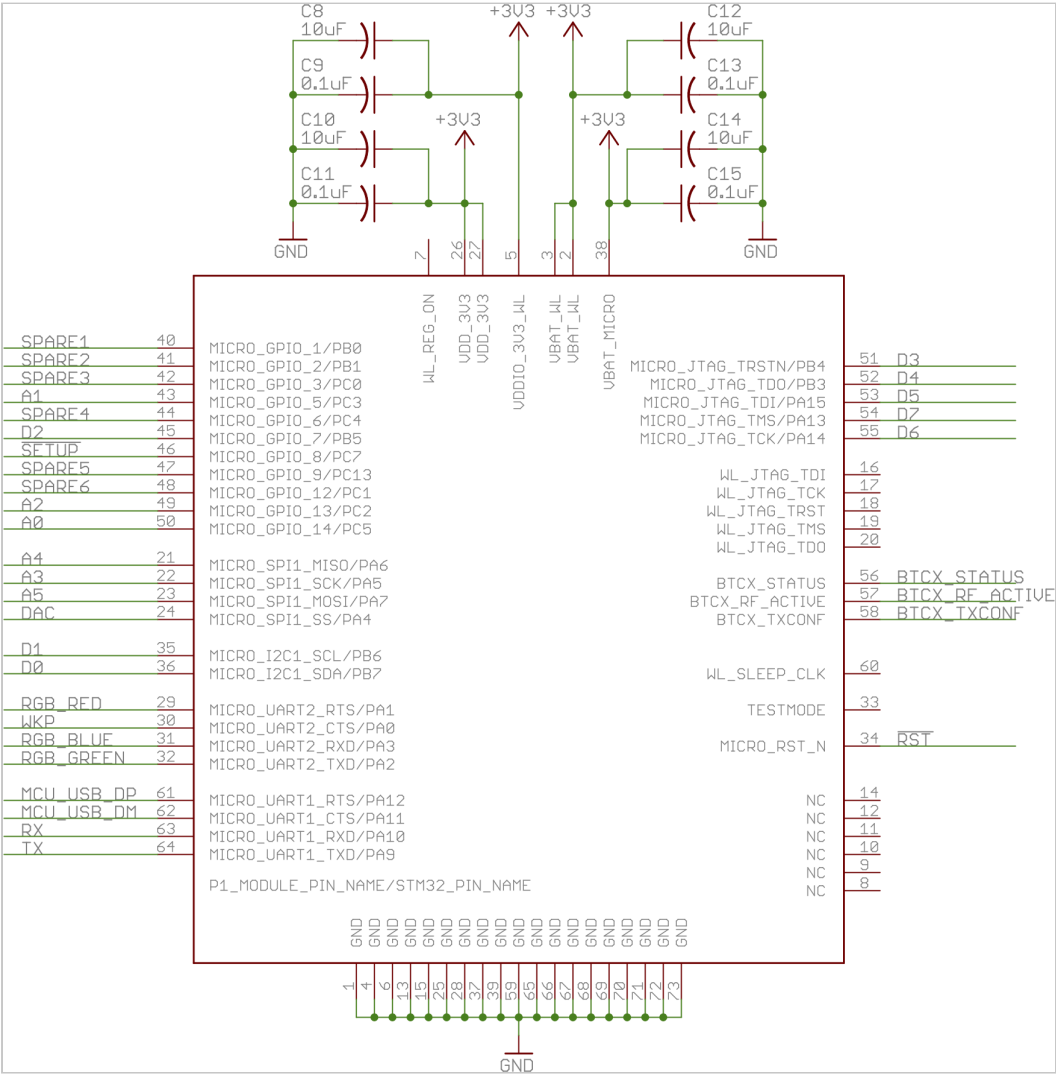 C8
10uF
+3V3
+3V3
C12
10uF
C9
0.1uF
C13
0.1uF
C10
10uF
+3V3
+3V3
C14
10uF
C11
0.1uF
C15
0.1uF
GND
GND
7
26
27
5
3
2
38
WL_REG_ON
VDD_3V3
VDD_3V3
VDDIO_3V3_WL
VBAT_WL
VBAT_WL
VBAT_MICRO
SPARE1 40 MICRO_GPIO_1/PB0
SPARE2 41 MICRO_GPIO_2/PB1
SPARE3 42 MICRO_GPIO_3/PC0
A1 43 MICRO_GPIO_5/PC3
SPARE4 44 MICRO_GPIO_6/PC4
D2 45 MICRO_GPIO_7/PB5
SETUP 46 MICRO_GPIO_8/PC7
SPARE5 47 MICRO_GPIO_9/PC13
SPARE6 48 MICRO_GPIO_12/PC1
A2 49 MICRO_GPIO_13/PC2
A0 50 MICRO_GPIO_14/PC5
A4 21 MICRO_SPI1_MISO/PA6
A3 22 MICRO_SPI1_SCK/PA5
A5 23 MICRO_SPI1_MOSI/PA7
DAC 24 MICRO_SPI1_SS/PA4
D1 35 MICRO_I2C1_SCL/PB6
D0 36 MICRO_I2C1_SDA/PB7
RGB_RED 29 MICRO_UART2_RTS/PA1
WKP 30 MICRO_UART2_CTS/PA0
RGB_BLUE 31 MICRO_UART2_RXD/PA3
RGB_GREEN 32 MICRO_UART2_TXD/PA2
MCU_USB_DP 61 MICRO_UART1_RTS/PA12
MCU_USB_DM 62 MICRO_UART1_CTS/PA11
RX 63 MICRO_UART1_RXD/PA10
TX 64 MICRO_UART1_TXD/PA9
P1_MODULE_PIN_NAME/STM32_PIN_NAME
MICRO_JTAG_TRSTN/PB4 51 D3
MICRO_JTAG_TDO/PB3 52 D4
MICRO_JTAG_TDI/PA15 53 D5
MICRO_JTAG_TMS/PA13 54 D7
MICRO_JTAG_TCK/PA14 55 D6
WL_JTAG_TDI 16
WL_JTAG_TCK 17
WL_JTAG_TRST 18
WL_JTAG_TMS 19
WL_JTAG_TDO 20
BTCX_STATUS 56 BTCX_STATUS
BTCX_RF_ACTIVE 57 BTCX_RF_ACTIVE
BTCX_TXCONF 58 BTCX_TXCONF
WL_SLEEP_CLK 60
TESTMODE 33
MICRO_RST_N 34 RST
NC 14
NC 12
NC 11
NC 10
NC 9
NC 8
GND GND GND GND GND GND GND GND GND GND GND GND GND GND GND GND GND GND GND
1 4 6 13 15 25 28 37 39 59 65 66 67 68 69 70 71 72 73
GND